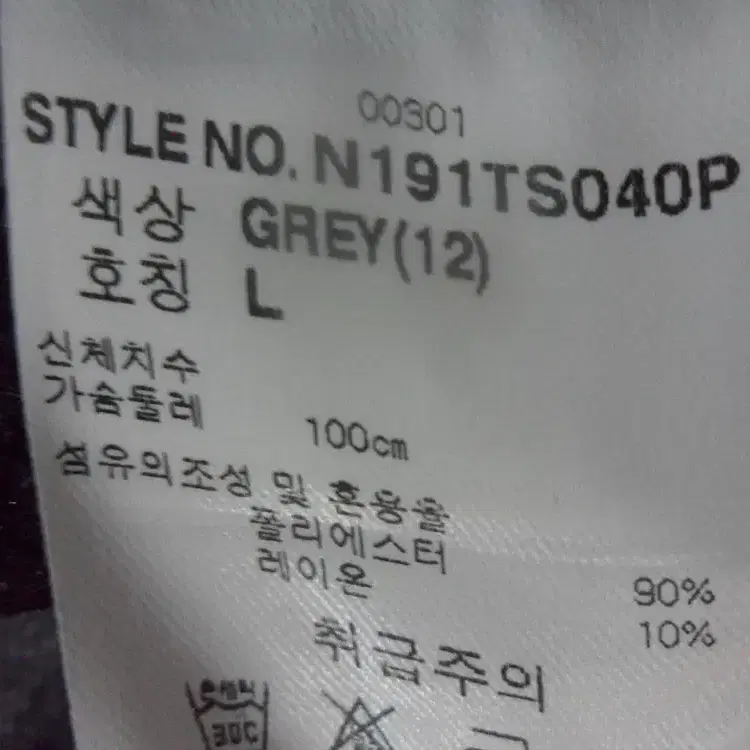 00301
STYLE NO. N191TS040P
색상 GREY(12)
호칭 L
신체치수
가슴둘레 100cm
섬유의조성 및 혼용율
폴리에스터 90%
레이온 10%
취급주의
30C